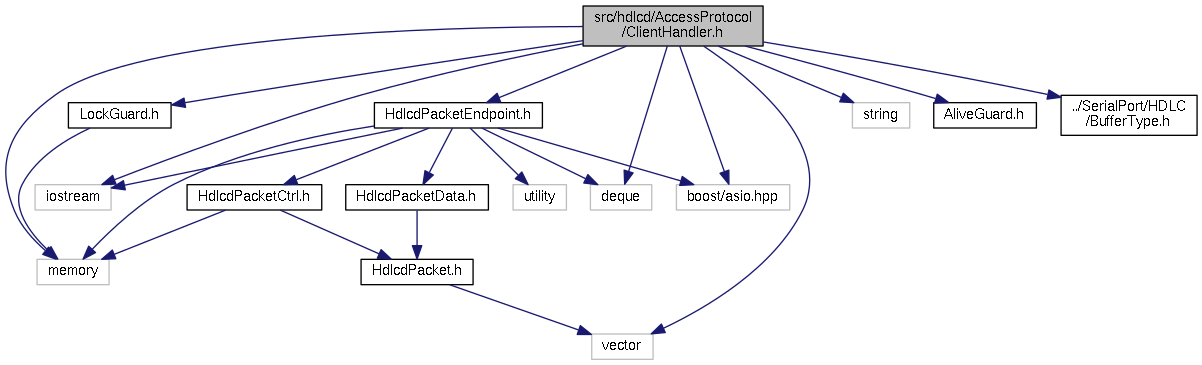 src/hdlcd/AccessProtocol
/ClientHandler.h
LockGuard.h
HdlcdPacketEndpoint.h
string
AliveGuard.h
../SerialPort/HDLC
/BufferType.h
iostream
HdlcdPacketCtrl.h
HdlcdPacketData.h
utility
deque
boost/asio.hpp
memory
HdlcdPacket.h
vector